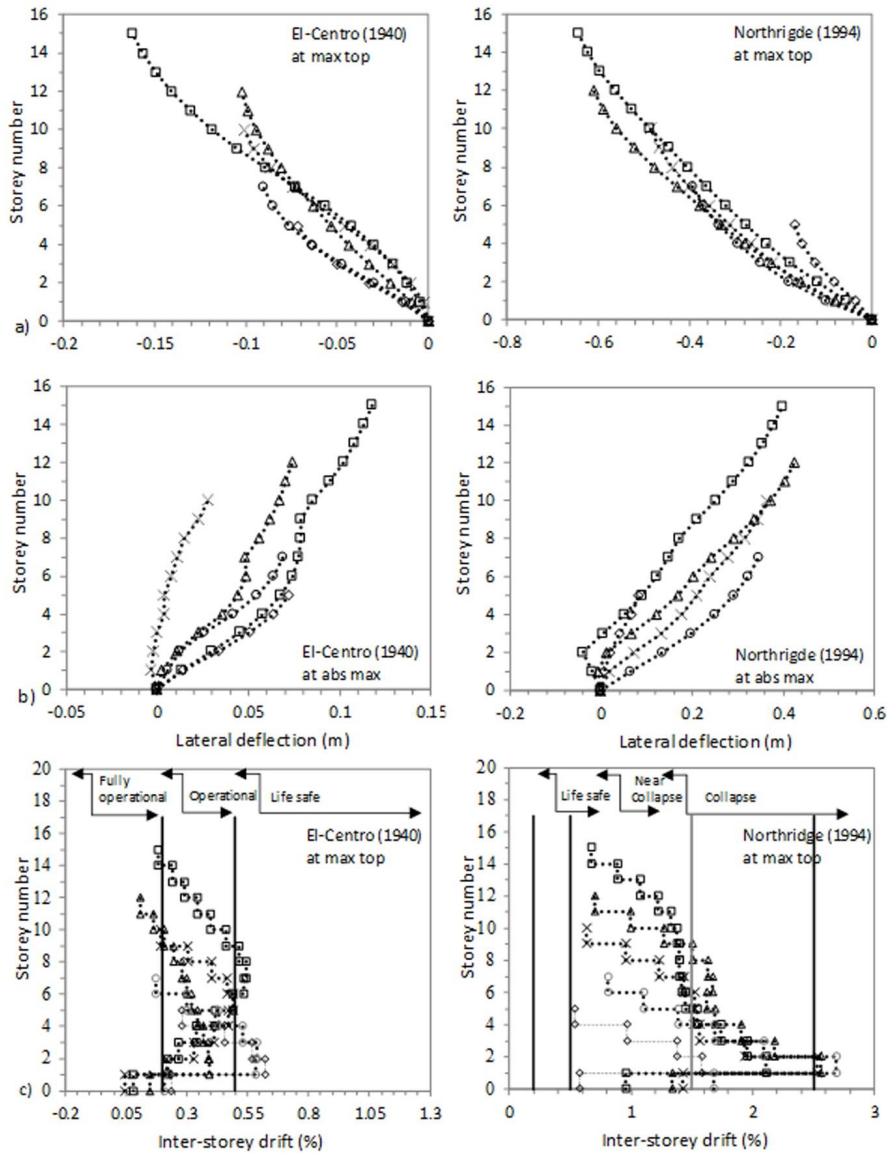 El-Centro (1940)
at max top
Storey number
16
14
12
10
8
6
4
2
0
-0.2
-0.15
-0.1
-0.05
0
a)
Northrigde (1994)
at max top
Storey number
16
14
12
10
8
6
4
2
0
-0.8
-0.6
-0.4
-0.2
0
El-Centro (1940)
at abs max
Storey number
16
14
12
10
8
6
4
2
0
-0.05
0
0.05
0.1
0.15
b)
Lateral deflection (m)
Northrigde (1994)
at abs max
Storey number
16
14
12
10
8
6
4
2
0
-0.2
0
0.2
0.4
0.6
Lateral deflection (m)
Fully
operational
Operational
Life safe
El-Centro (1940)
at max top
Storey number
20
18
16
14
12
10
8
6
4
2
0
-0.2
0.05
0.3
0.55
0.8
1.05
1.3
c)
Inter-storey drift (%)
Life safe
Near
Collapse
Collapse
Northridge (1994)
at max top
Storey number
20
18
16
14
12
10
8
6
4
2
0
0
1
2
3
Inter-storey drift (%)